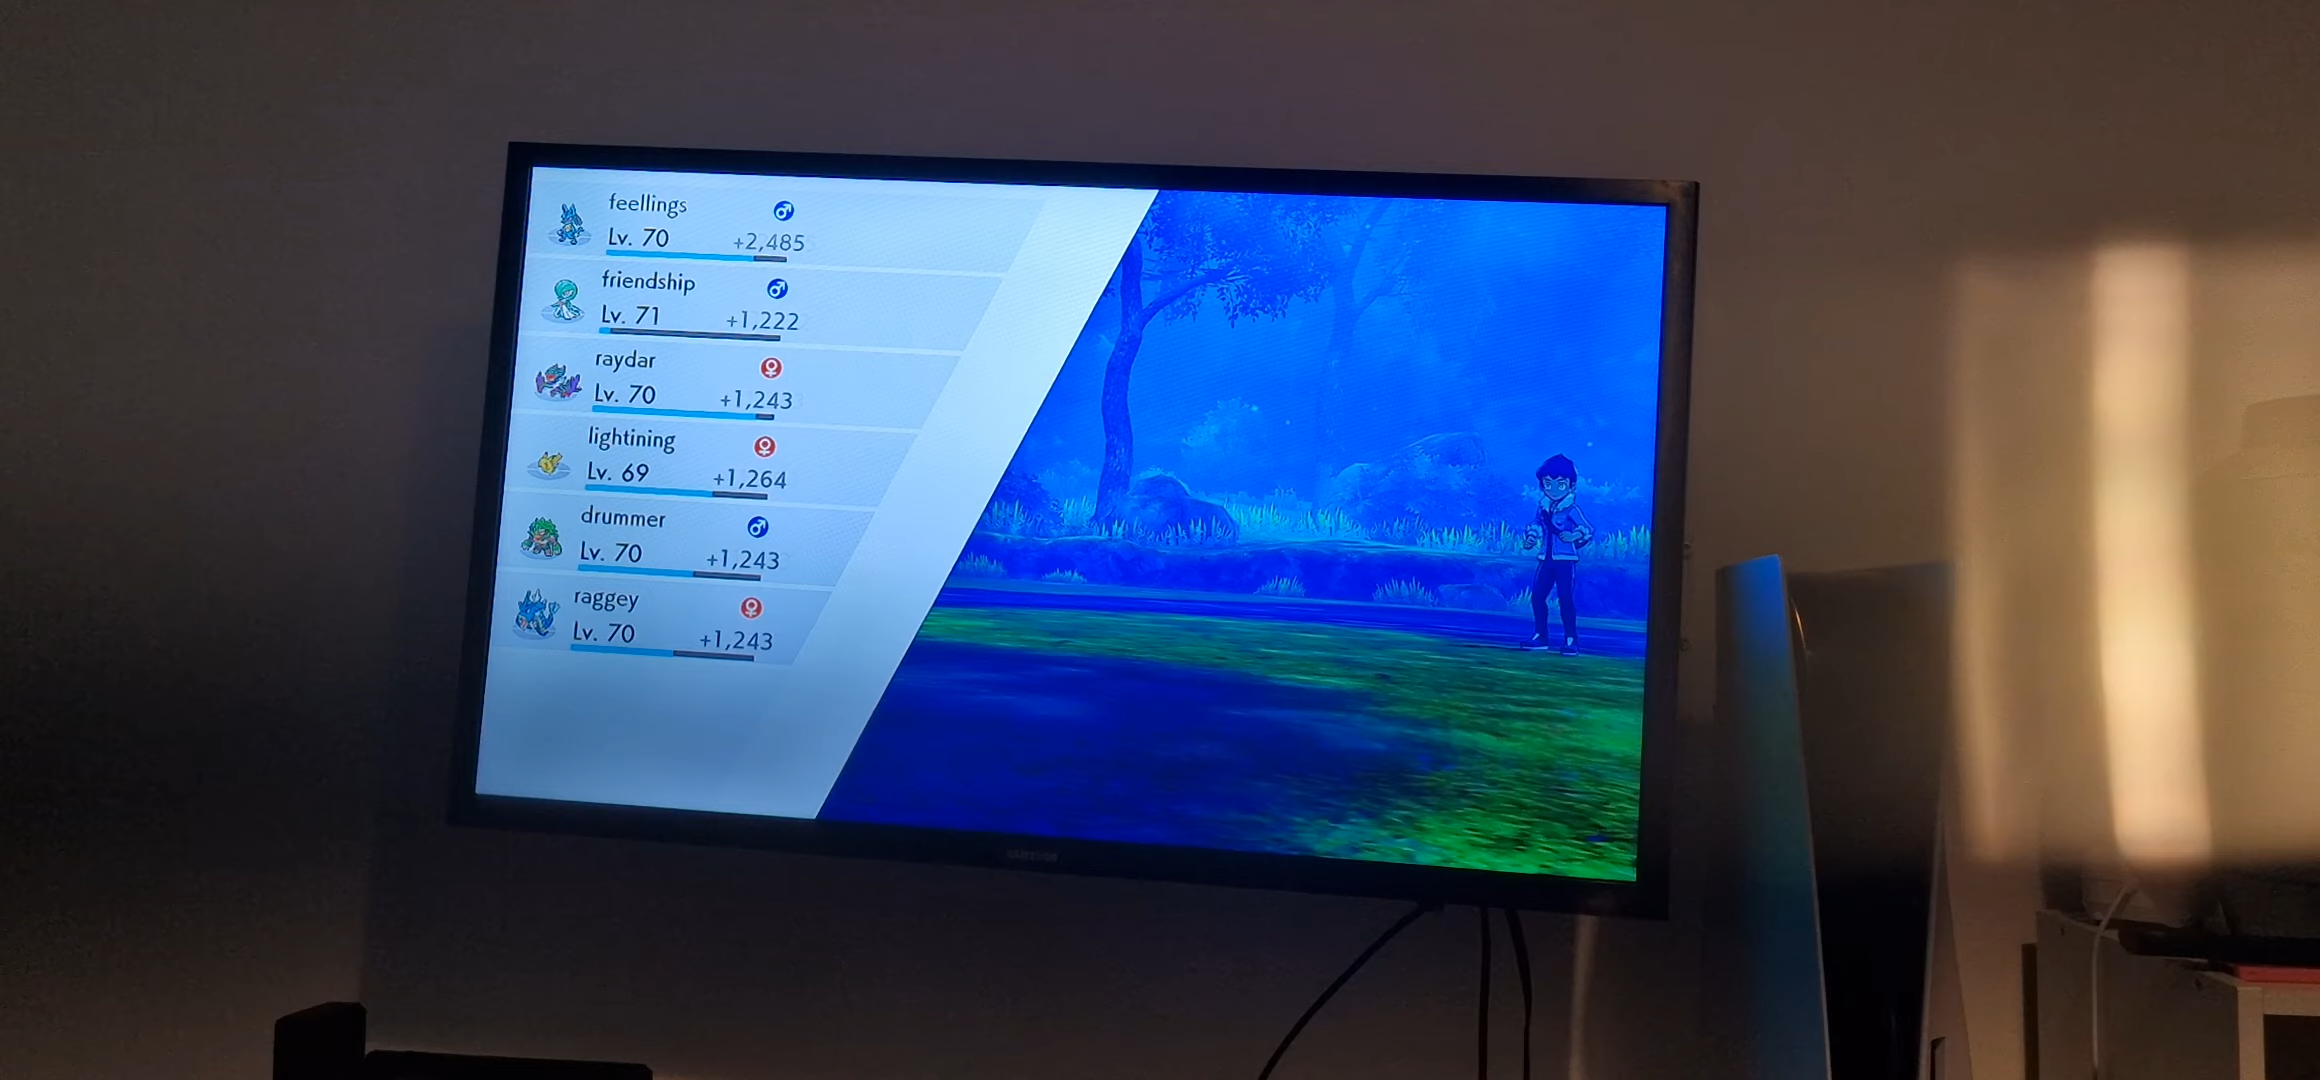 feellings
Lv. 70 +2,485
friendship
Lv. 71 +1,222
raydar
Lv. 70 +1,243
lightining
Lv. 69 +1,264
drummer
Lv. 70 +1,243
raggey
Lv. 70 +1,243